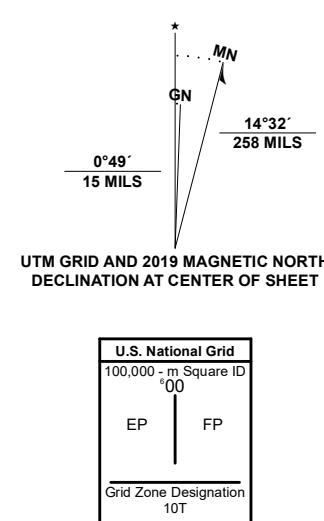 ★
MN
GN
14°32´
258 MILS
0°49´
15 MILS
UTM GRID AND 2019 MAGNETIC NORTH
DECLINATION AT CENTER OF SHEET
U.S. National Grid
100,000 - m Square ID
⁶00
EP FP
Grid Zone Designation
10T